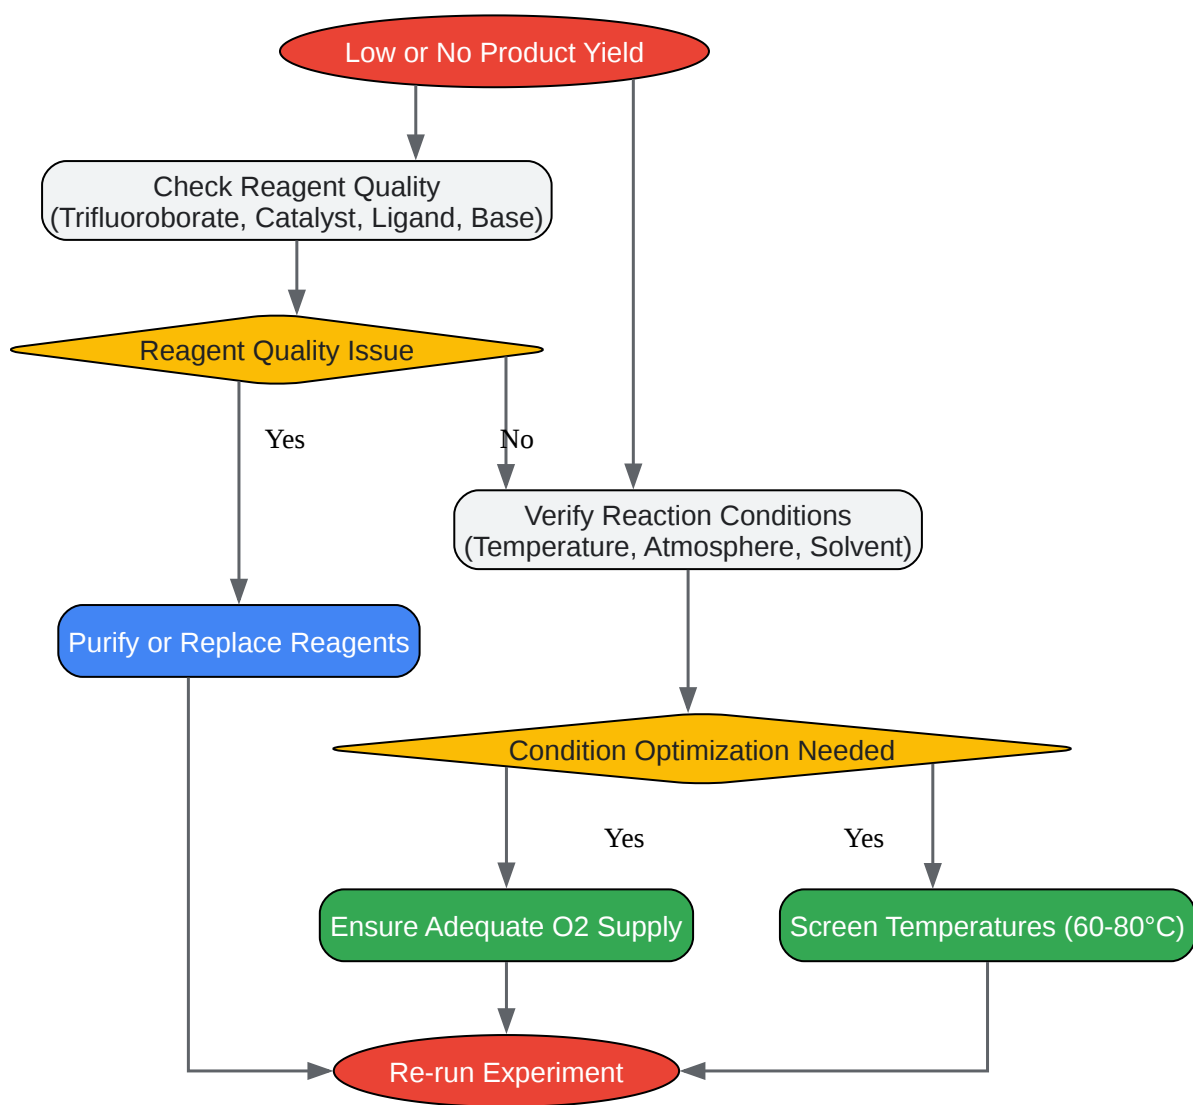 Low or No Product Yield
Check Reagent Quality
(Trifluoroborate, Catalyst, Ligand, Base)
Reagent Quality Issue
Yes
No
Verify Reaction Conditions
(Temperature, Atmosphere, Solvent)
Purify or Replace Reagents
Condition Optimization Needed
Yes
Yes
Ensure Adequate O2 Supply
Screen Temperatures (60-80°C)
Re-run Experiment